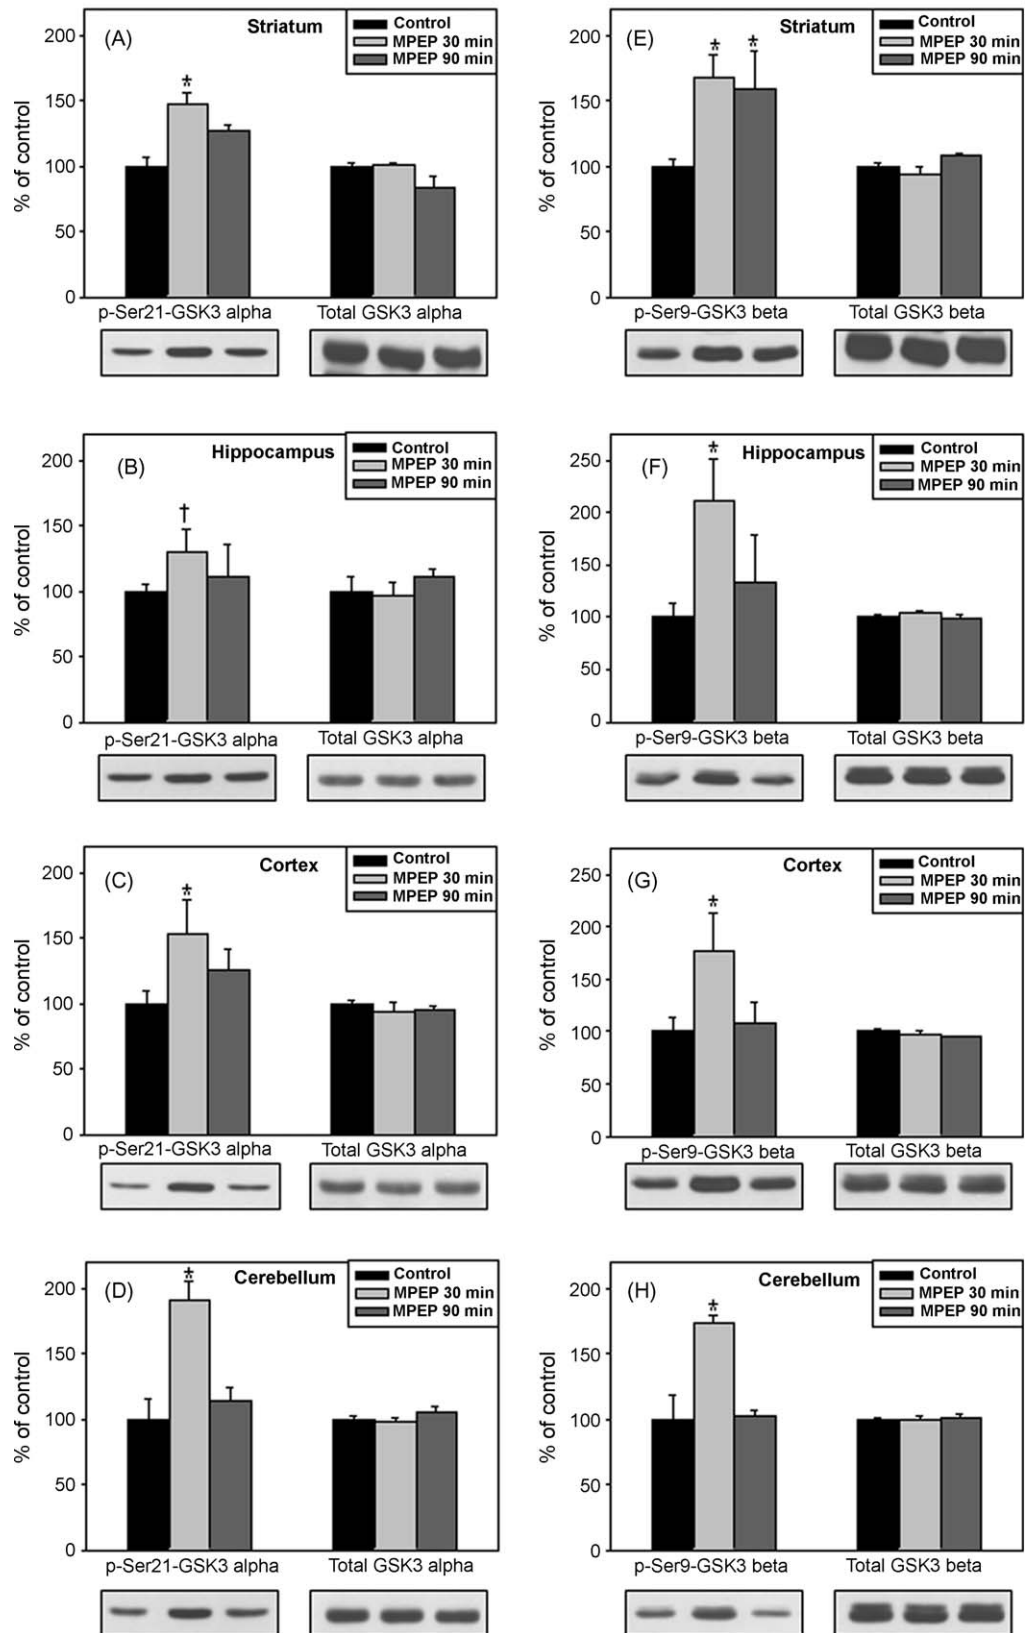 (A) Striatum
Control
MPEP 30 min
MPEP 90 min
% of control
200
150
100
50
0
p-Ser21-GSK3 alpha Total GSK3 alpha
(E) Striatum
Control
MPEP 30 min
MPEP 90 min
% of control
200
150
100
50
0
* * *
p-Ser9-GSK3 beta Total GSK3 beta
(B) Hippocampus
Control
MPEP 30 min
MPEP 90 min
% of control
200
150
100
50
0
†
p-Ser21-GSK3 alpha Total GSK3 alpha
(F) Hippocampus
Control
MPEP 30 min
MPEP 90 min
% of control
250
200
150
100
50
0
*
p-Ser9-GSK3 beta Total GSK3 beta
(C) Cortex
Control
MPEP 30 min
MPEP 90 min
% of control
200
150
100
50
0
*
p-Ser21-GSK3 alpha Total GSK3 alpha
(G) Cortex
Control
MPEP 30 min
MPEP 90 min
% of control
250
200
150
100
50
0
*
p-Ser9-GSK3 beta Total GSK3 beta
(D) Cerebellum
Control
MPEP 30 min
MPEP 90 min
% of control
200
150
100
50
0
*
p-Ser21-GSK3 alpha Total GSK3 alpha
(H) Cerebellum
Control
MPEP 30 min
MPEP 90 min
% of control
200
150
100
50
0
*
p-Ser9-GSK3 beta Total GSK3 beta